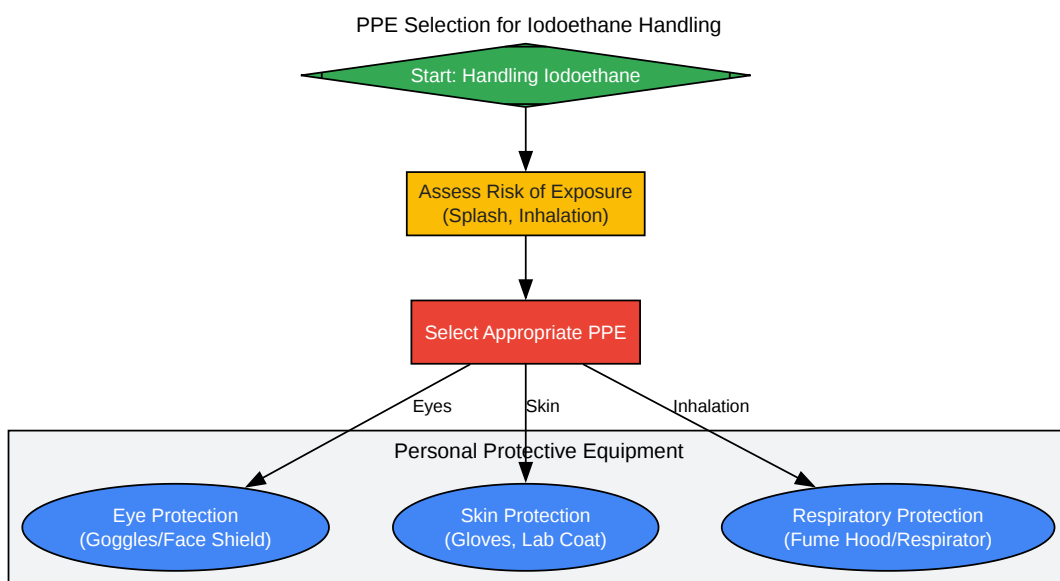 PPE Selection for Iodoethane Handling
Start: Handling Iodoethane
Assess Risk of Exposure
(Splash, Inhalation)
Select Appropriate PPE
Eyes
Skin
Inhalation
Personal Protective Equipment
Eye Protection
(Goggles/Face Shield)
Skin Protection
(Gloves, Lab Coat)
Respiratory Protection
(Fume Hood/Respirator)